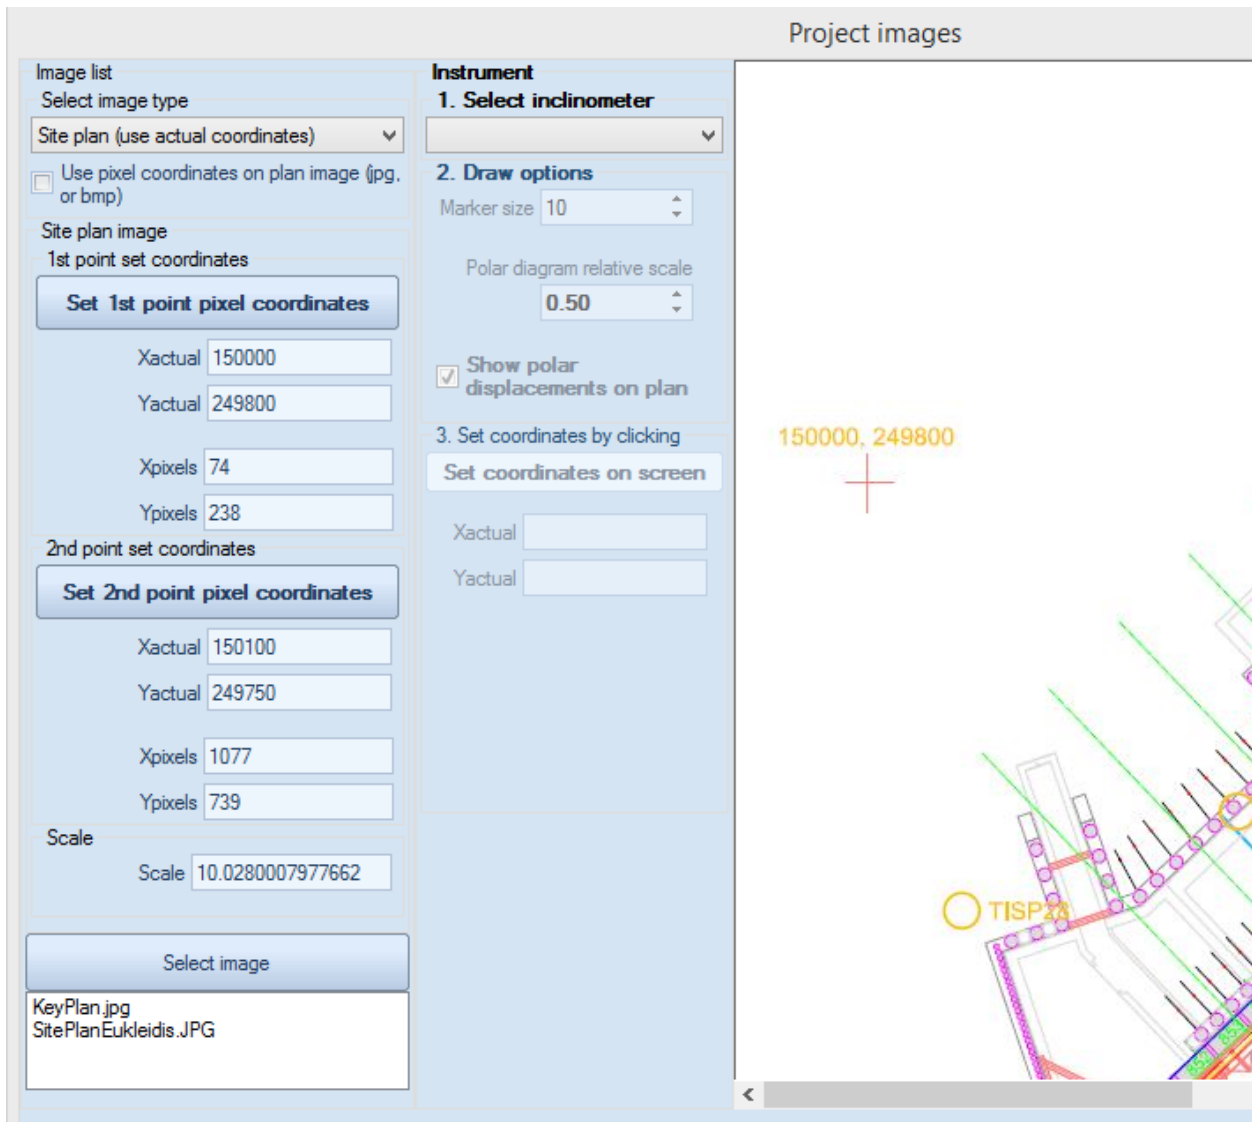 Project images
Image list
Select image type
Site plan (use actual coordinates)
Use pixel coordinates on plan image (jpg,
or bmp)
Site plan image
1st point set coordinates
Set 1st point pixel coordinates
Xactual 150000
Yactual 249800
Xpixels 74
Ypixels 238
2nd point set coordinates
Set 2nd point pixel coordinates
Xactual 150100
Yactual 249750
Xpixels 1077
Ypixels 739
Scale
Scale 10.0280007977662
Select image
KeyPlan.jpg
SitePlanEukleidis.JPG
Instrument
1. Select inclinometer
2. Draw options
Marker size 10
Polar diagram relative scale
0.50
Show polar
displacements on plan
3. Set coordinates by clicking
Set coordinates on screen
Xactual
Yactual
150000, 249800
TISP28
852
853